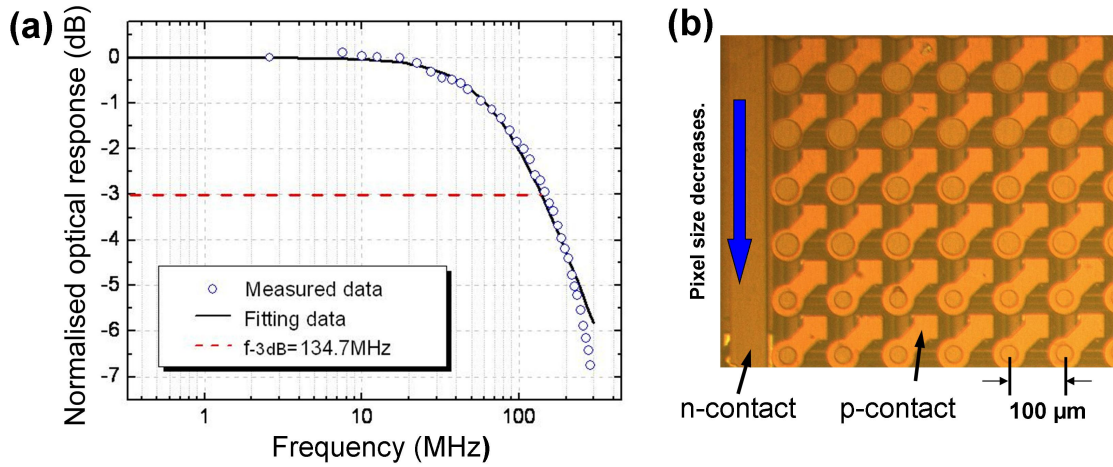 (a)
Normalised optical response (dB)
0
-1
-2
-3
-4
-5
-6
-7
Measured data
Fitting data
f-3dB=134.7MHz
1
10
100
Frequency (MHz)
(b)
Pixel size decreases.
n-contact
p-contact
100 µm